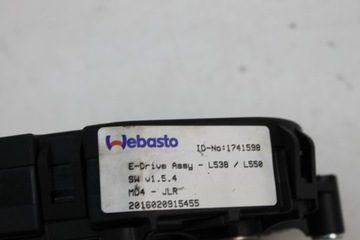 Webasto
ID-No:1741598
E-Drive Assy - L538 / L550
SW v1.5.4
MD4 - JLR
2016020915455